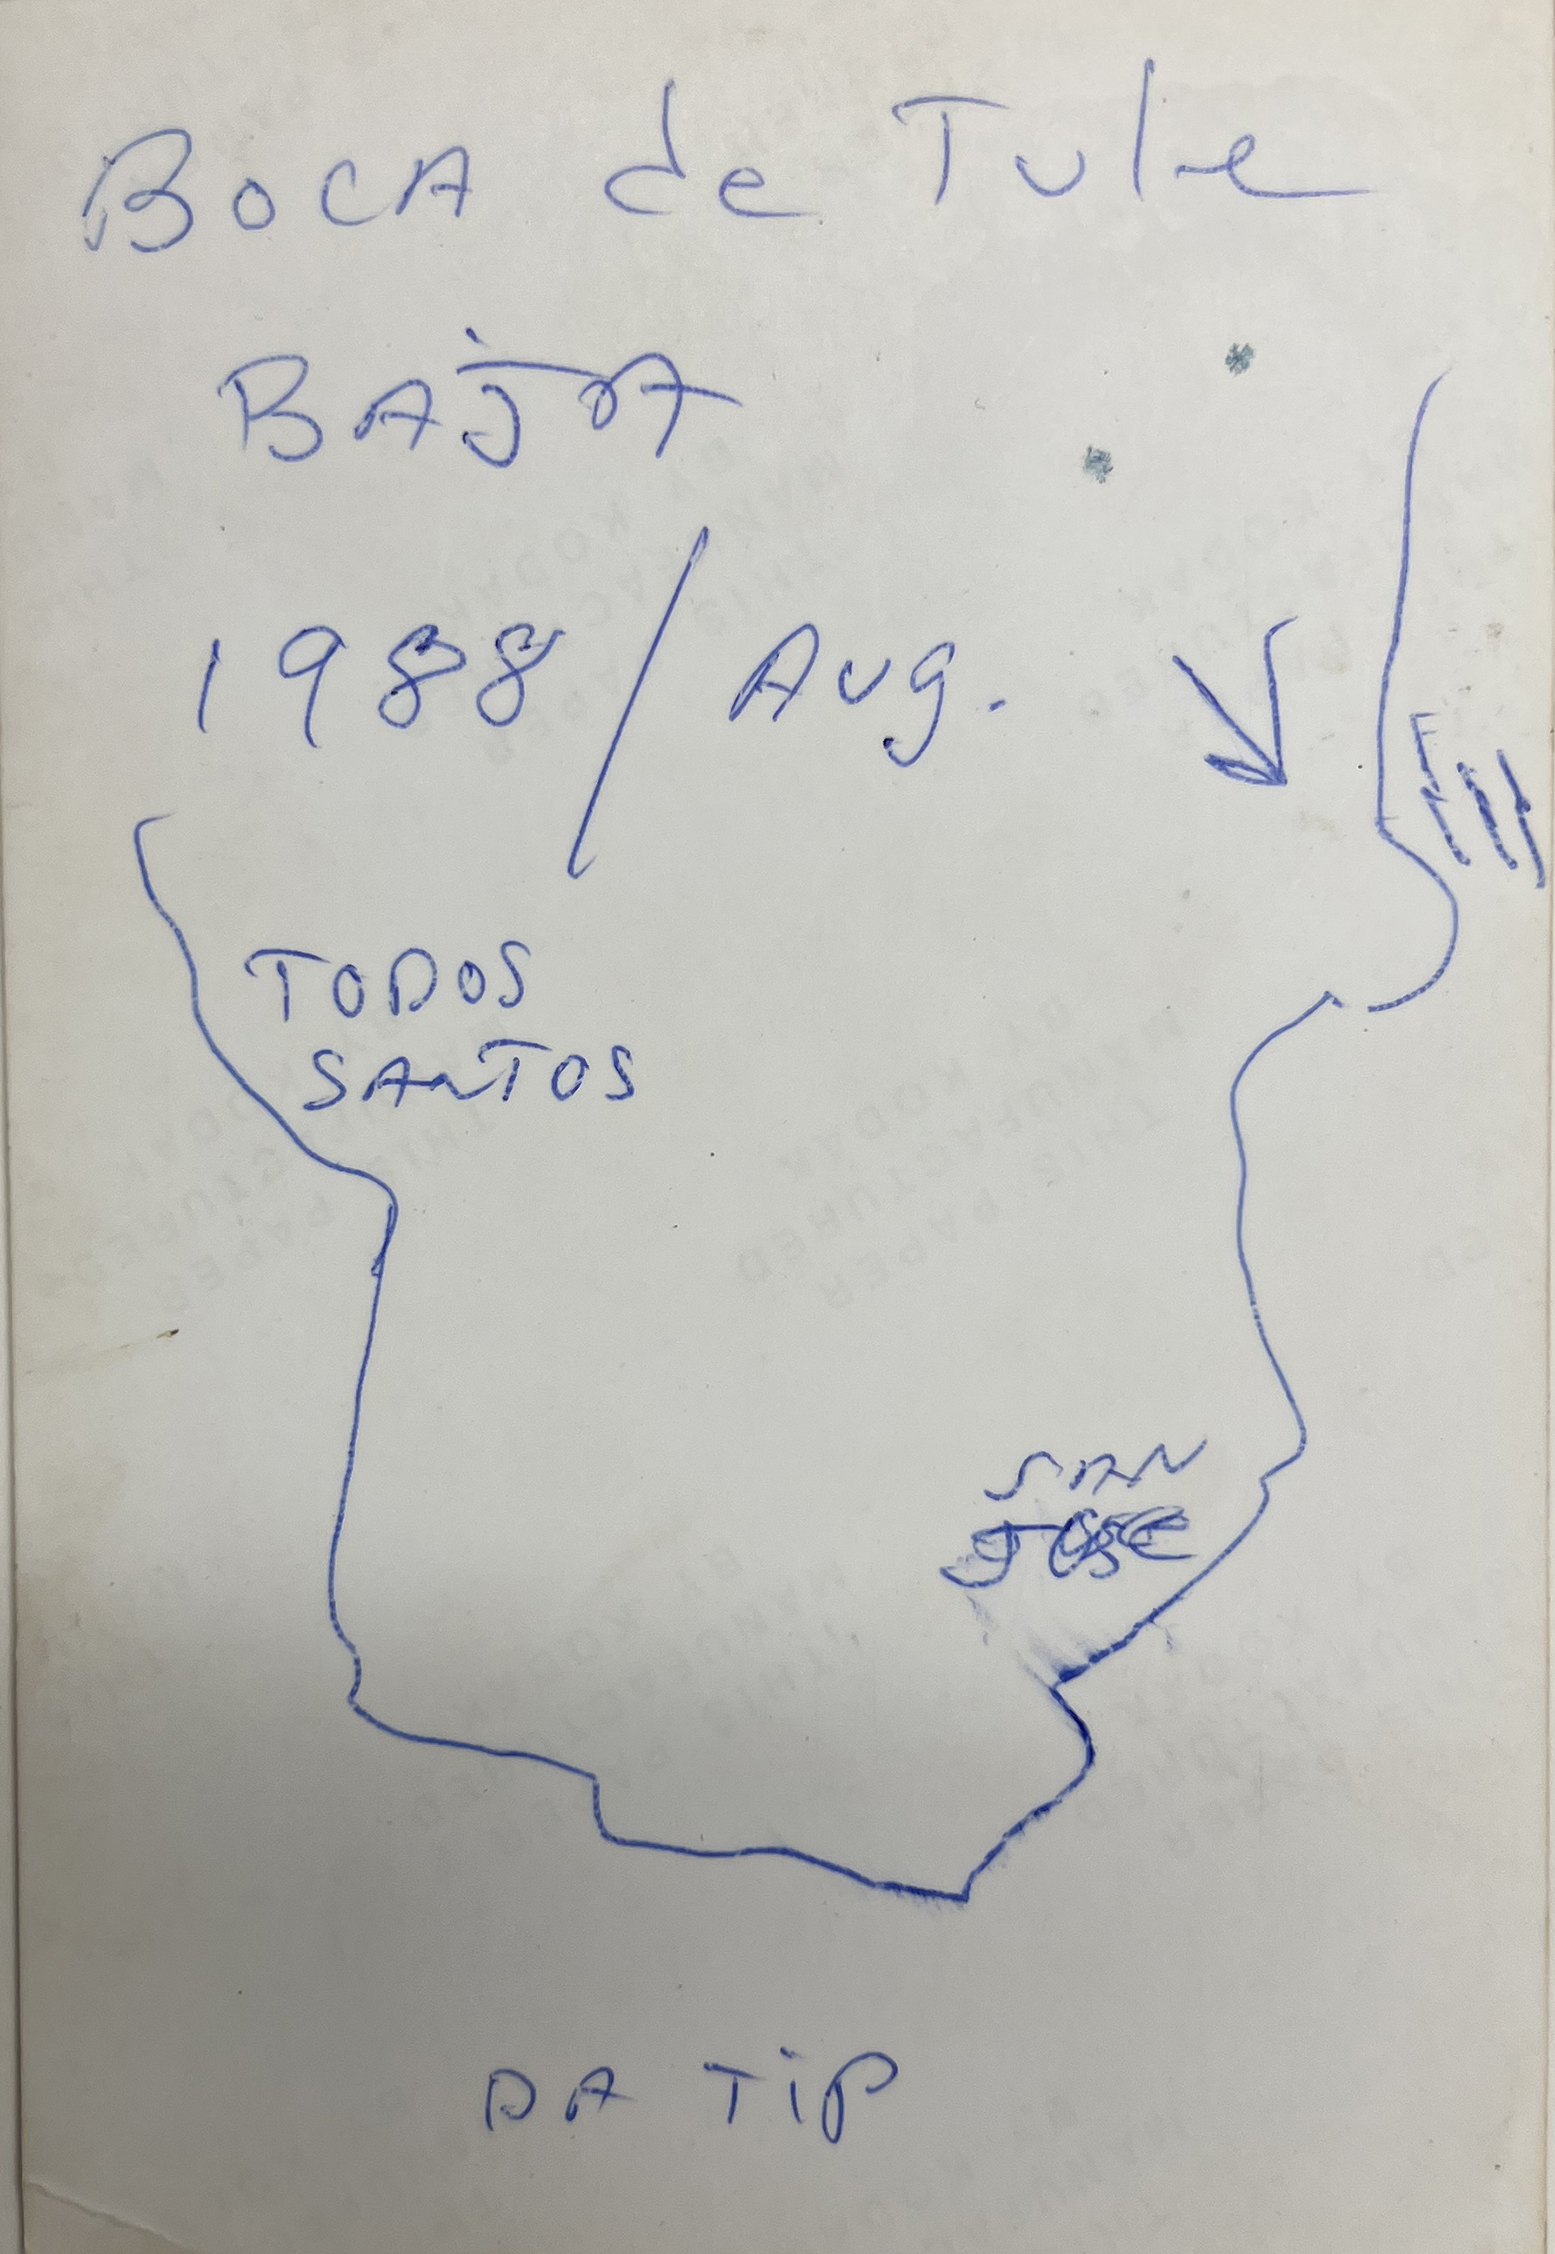 BOCA de Tule
BAJA
1988 / Aug.
TODOS
SANTOS
SAN
JOSE
DA TIP